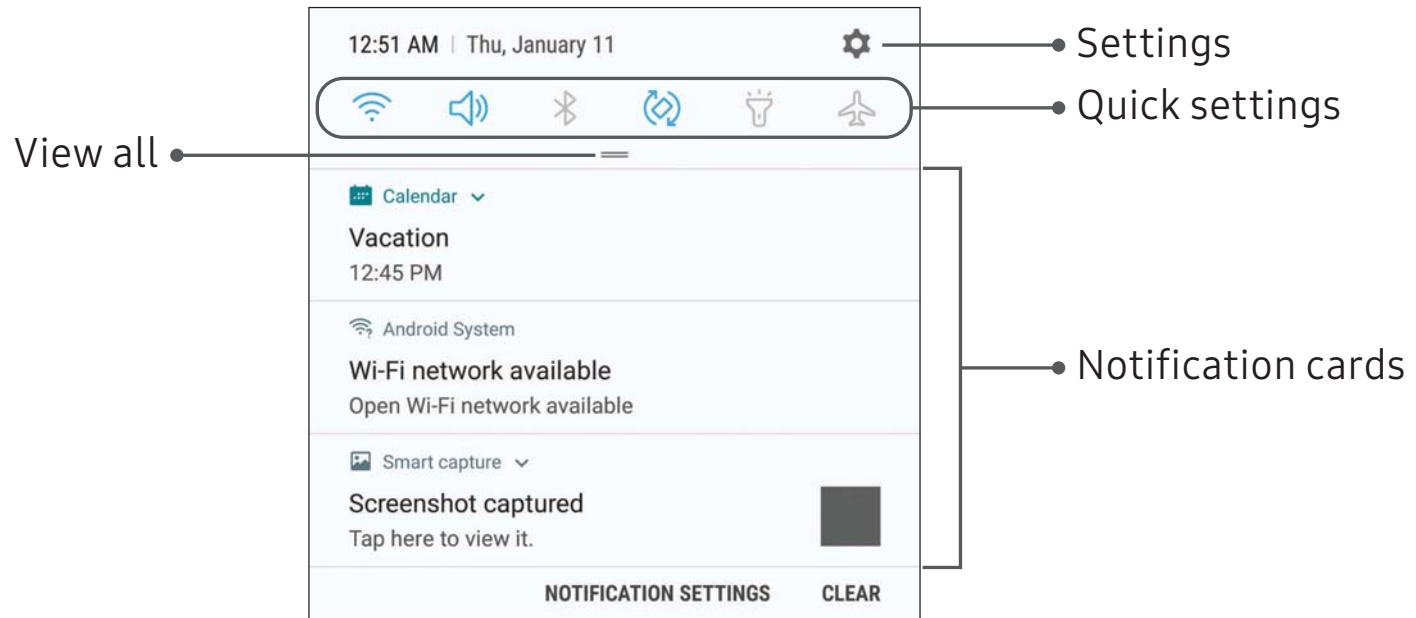 12:51 AM | Thu, January 11
Settings
Quick settings
View all
Calendar
Vacation
12:45 PM
Android System
Wi-Fi network available
Open Wi-Fi network available
Notification cards
Smart capture
Screenshot captured
Tap here to view it.
NOTIFICATION SETTINGS CLEAR